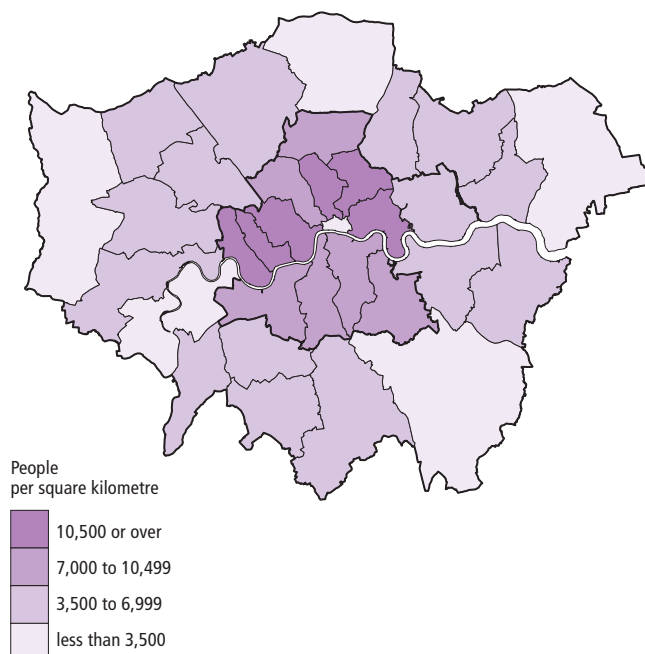 People
per square kilometre
10,500 or over
7,000 to 10,499
3,500 to 6,999
less than 3,500